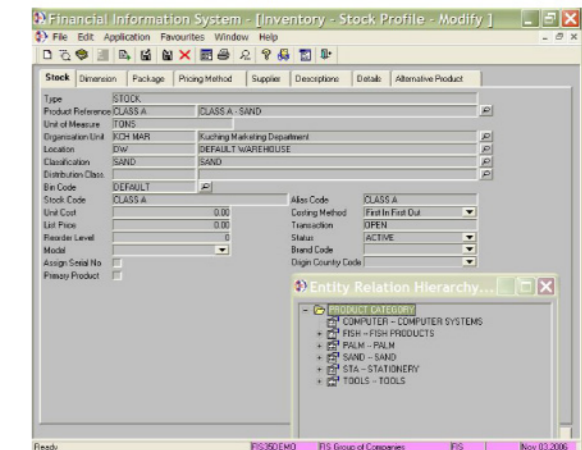 Financial Information System - [Inventory - Stock Profile - Modify ]
File Edit Application Favourites Window Help
Stock Dimension Package Pricing Method Supplier Descriptions Details Alternative Product
Type STOCK
Product Reference CLASS A CLASS A - SAND
Unit of Measure TONS
Organisation Unit KCH MAR Kuching Marketing Department
Location DW DEFAULT WAREHOUSE
Classification SAND SAND
Distribution Class
Bin Code DEFAULT
Stock Code CLASS A Alias Code CLASS A
Unit Cost 0.00 Costing Method First In First Out
List Price 0.00 Transaction OPEN
Reorder Level 0 Status ACTIVE
Model Brand Code
Assign Serial No Origin Country Code
Primary Product
Entity Relation Hierarchy...
PRODUCT CATEGORY
COMPUTER - COMPUTER SYSTEMS
FISH - FISH PRODUCTS
PALM - PALM
SAND - SAND
STA - STATIONERY
TOOLS - TOOLS
Ready FIS35DEMO FIS Group of Companies FIS Nov 03 2006